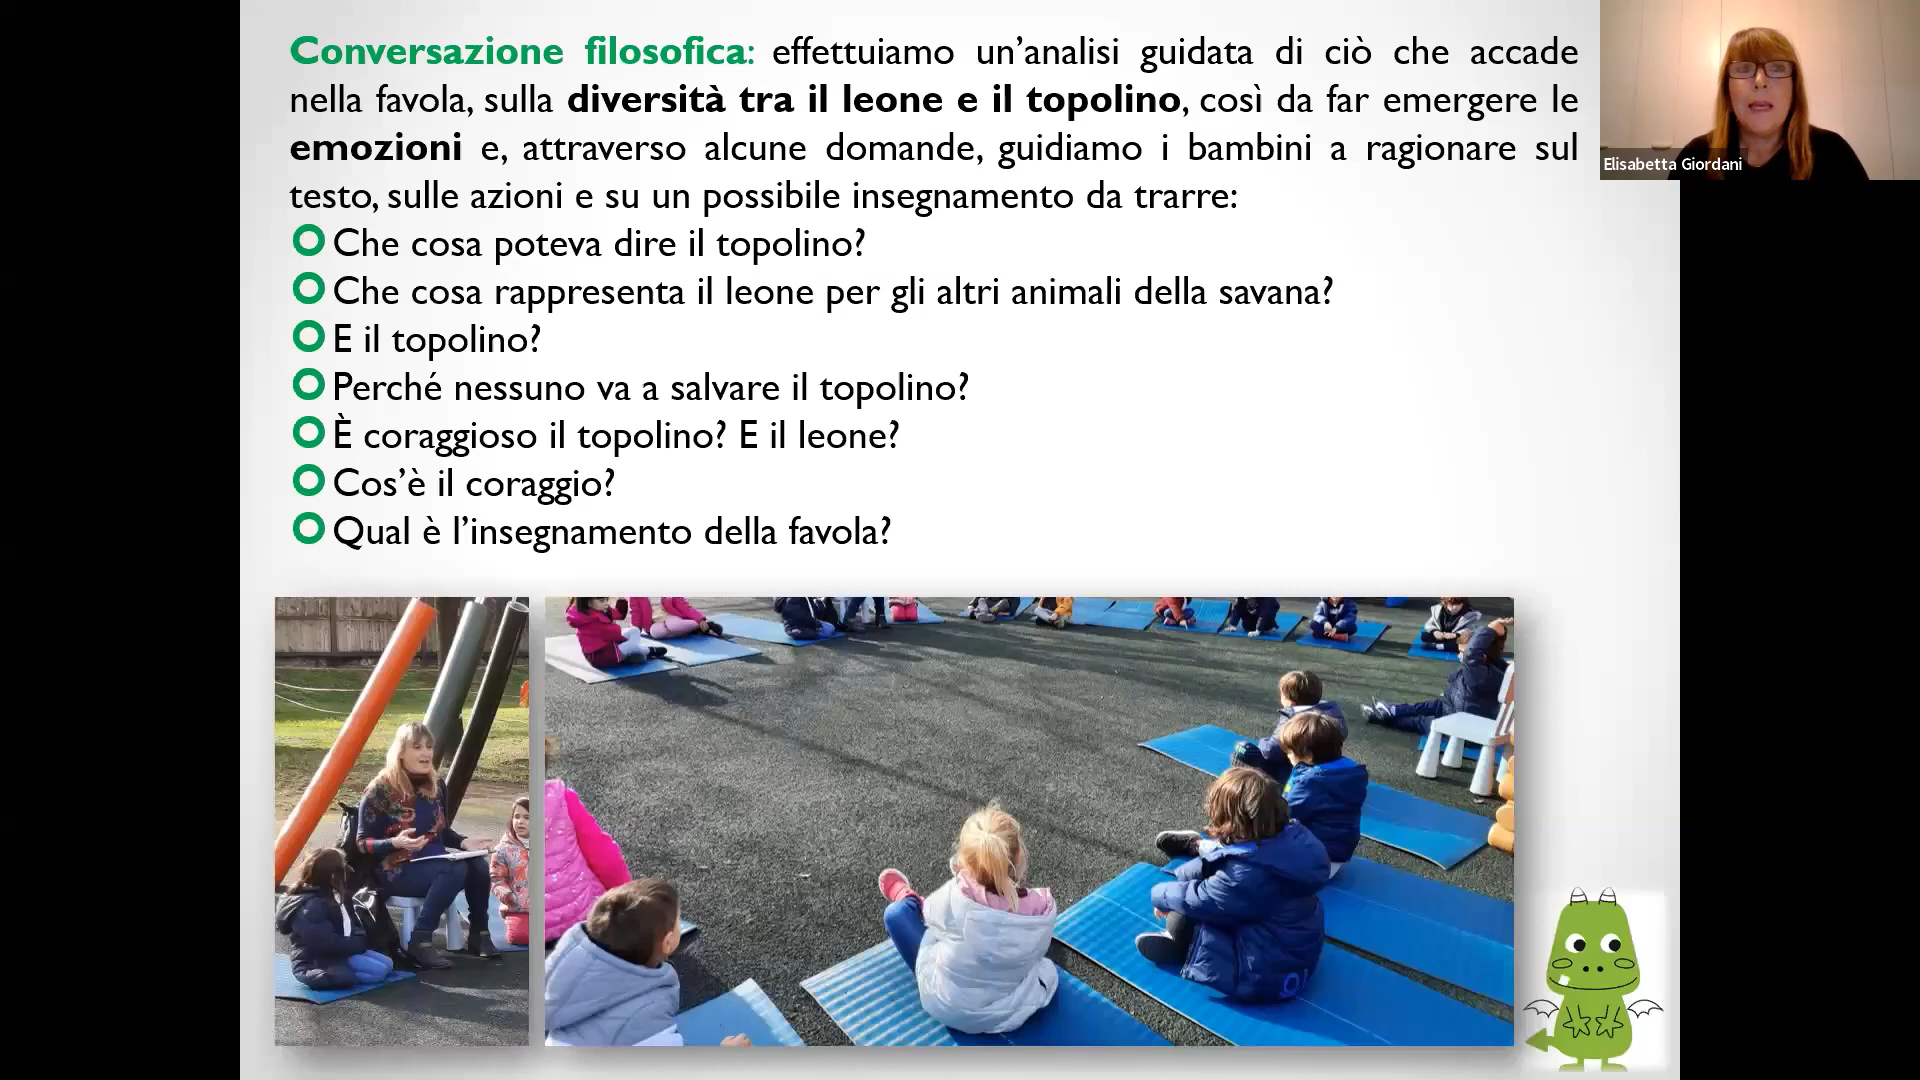 Conversazione filosofica: effettuiamo un’analisi guidata di ciò che accade
nella favola, sulla diversità tra il leone e il topolino, così da far emergere le
emozioni e, attraverso alcune domande, guidiamo i bambini a ragionare sul
testo, sulle azioni e su un possibile insegnamento da trarre:
Che cosa poteva dire il topolino?
Che cosa rappresenta il leone per gli altri animali della savana?
E il topolino?
Perché nessuno va a salvare il topolino?
È coraggioso il topolino? E il leone?
Cos’è il coraggio?
Qual è l’insegnamento della favola?
Elisabetta Giordani